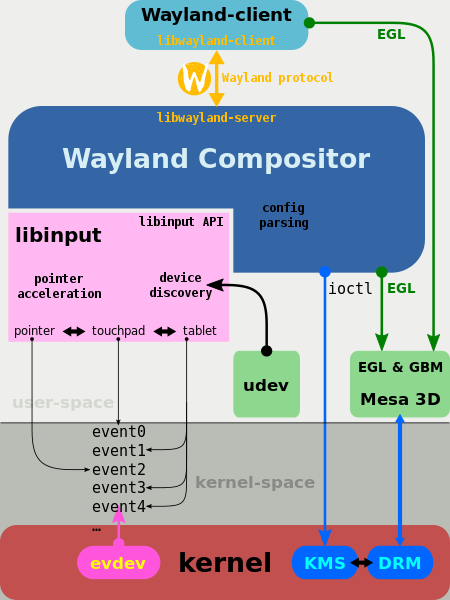 Wayland-client
libwayland-client
EGL
W
Wayland protocol
libwayland-server
Wayland Compositor
config
parsing
libinput API
libinput
pointer
acceleration
device
discovery
pointer
touchpad
tablet
ioctl
EGL
udev
EGL & GBM
Mesa 3D
user-space
kernel-space
event0
event1
event2
event3
event4
...
evdev
kernel
KMS
DRM